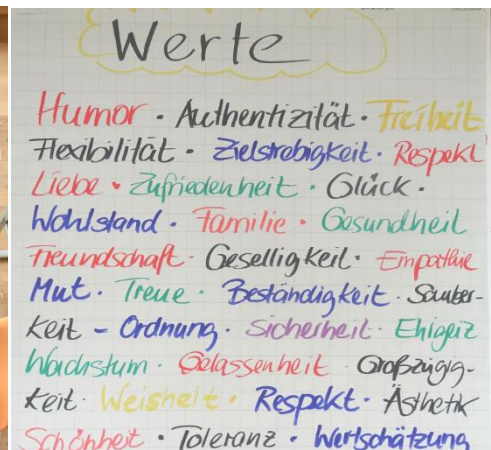 Werte
Humor · Authentizität · Freiheit
Flexibilität · Zielstrebigkeit · Respekt
Liebe · Zufriedenheit · Glück ·
Wohlstand · Familie · Gesundheit
Freundschaft · Geselligkeit · Empathie
Mut · Treue · Beständigkeit · Sauber-
keit - Ordnung · Sicherheit · Ehrgeiz
Wachstum · Gelassenheit · Großzügig-
keit · Weisheit · Respekt · Ästhetik
Schönheit · Toleranz · Wertschätzung